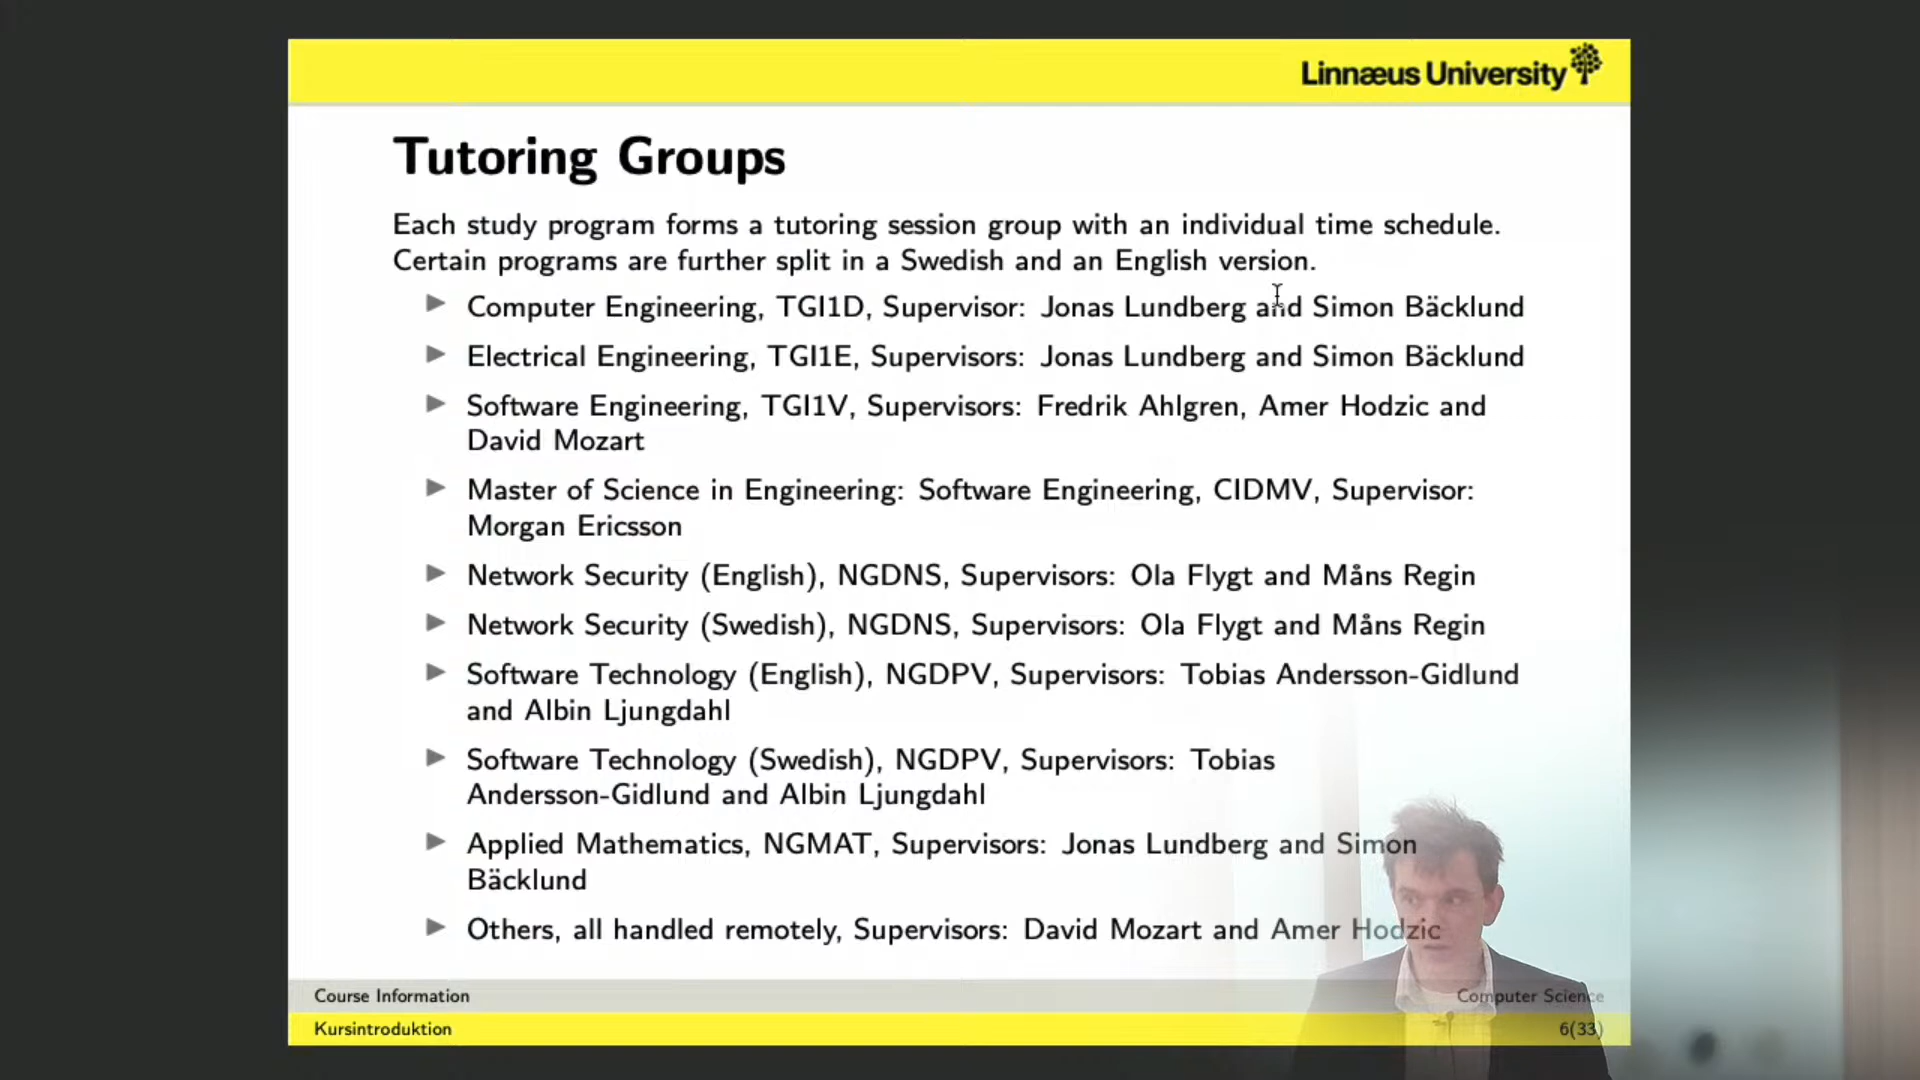 Linnæus University
Tutoring Groups
Each study program forms a tutoring session group with an individual time schedule.
Certain programs are further split in a Swedish and an English version.
Computer Engineering, TGI1D, Supervisor: Jonas Lundberg and Simon Bäcklund
Electrical Engineering, TGI1E, Supervisors: Jonas Lundberg and Simon Bäcklund
Software Engineering, TGI1V, Supervisors: Fredrik Ahlgren, Amer Hodzic and
David Mozart
Master of Science in Engineering: Software Engineering, CIDMV, Supervisor:
Morgan Ericsson
Network Security (English), NGDNS, Supervisors: Ola Flygt and Måns Regin
Network Security (Swedish), NGDNS, Supervisors: Ola Flygt and Måns Regin
Software Technology (English), NGDPV, Supervisors: Tobias Andersson-Gidlund
and Albin Ljungdahl
Software Technology (Swedish), NGDPV, Supervisors: Tobias
Andersson-Gidlund and Albin Ljungdahl
Applied Mathematics, NGMAT, Supervisors: Jonas Lundberg and Simon
Bäcklund
Others, all handled remotely, Supervisors: David Mozart and Amer Hodzic
Course Information
Computer Science
Kursintroduktion
6(33)